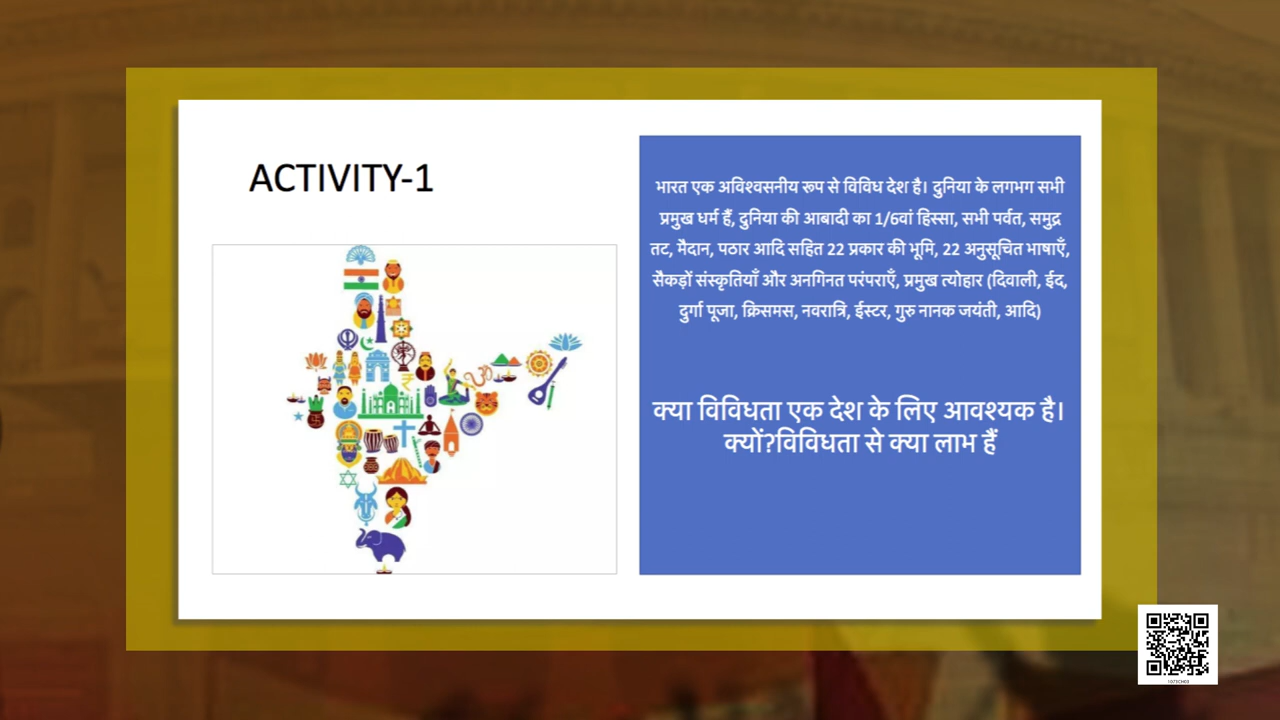 ACTIVITY-1
भारत एक अविश्वसनीय रूप से विविध देश है। दुनिया के लगभग सभी
प्रमुख धर्म हैं, दुनिया की आबादी का 1/6वां हिस्सा, सभी पर्वत, समुद्र
तट, मैदान, पठार आदि सहित 22 प्रकार की भूमि, 22 अनुसूचित भाषाएँ,
सैकड़ों संस्कृतियाँ और अनगिनत परंपराएँ, प्रमुख त्योहार (दिवाली, ईद,
दुर्गा पूजा, क्रिसमस, नवरात्रि, ईस्टर, गुरु नानक जयंती, आदि)
क्या विविधता एक देश के लिए आवश्यक है।
क्यों?विविधता से क्या लाभ हैं